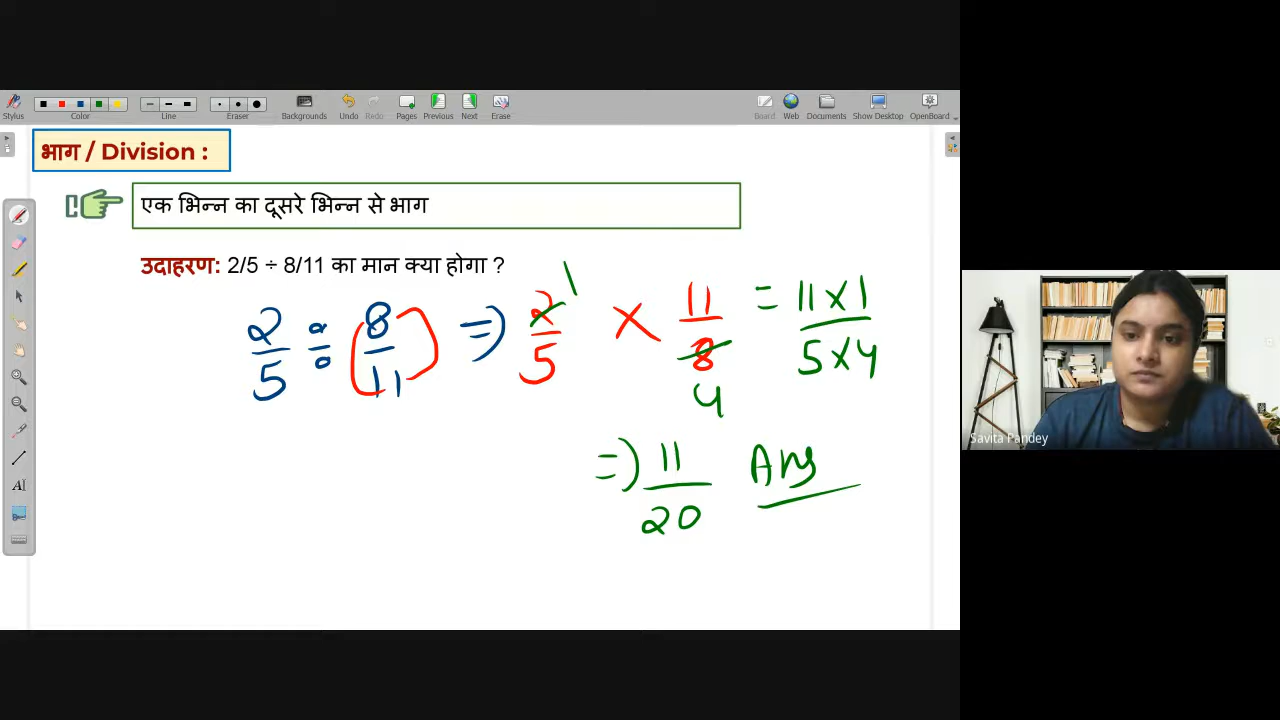 Stylus Color Line Eraser Backgrounds Undo Redo Pages Previous Next Erase Board Web Documents Show Desktop OpenBoard
भाग / Division :
एक भिन्न का दूसरे भिन्न से भाग
उदाहरण: 2/5 ÷ 8/11 का मान क्या होगा ?
2/5 ÷ (8/11) => 2/5 1 × 11/8 4 = 11 × 1/5 × 4
=> 11/20 Ans
Savita Pandey